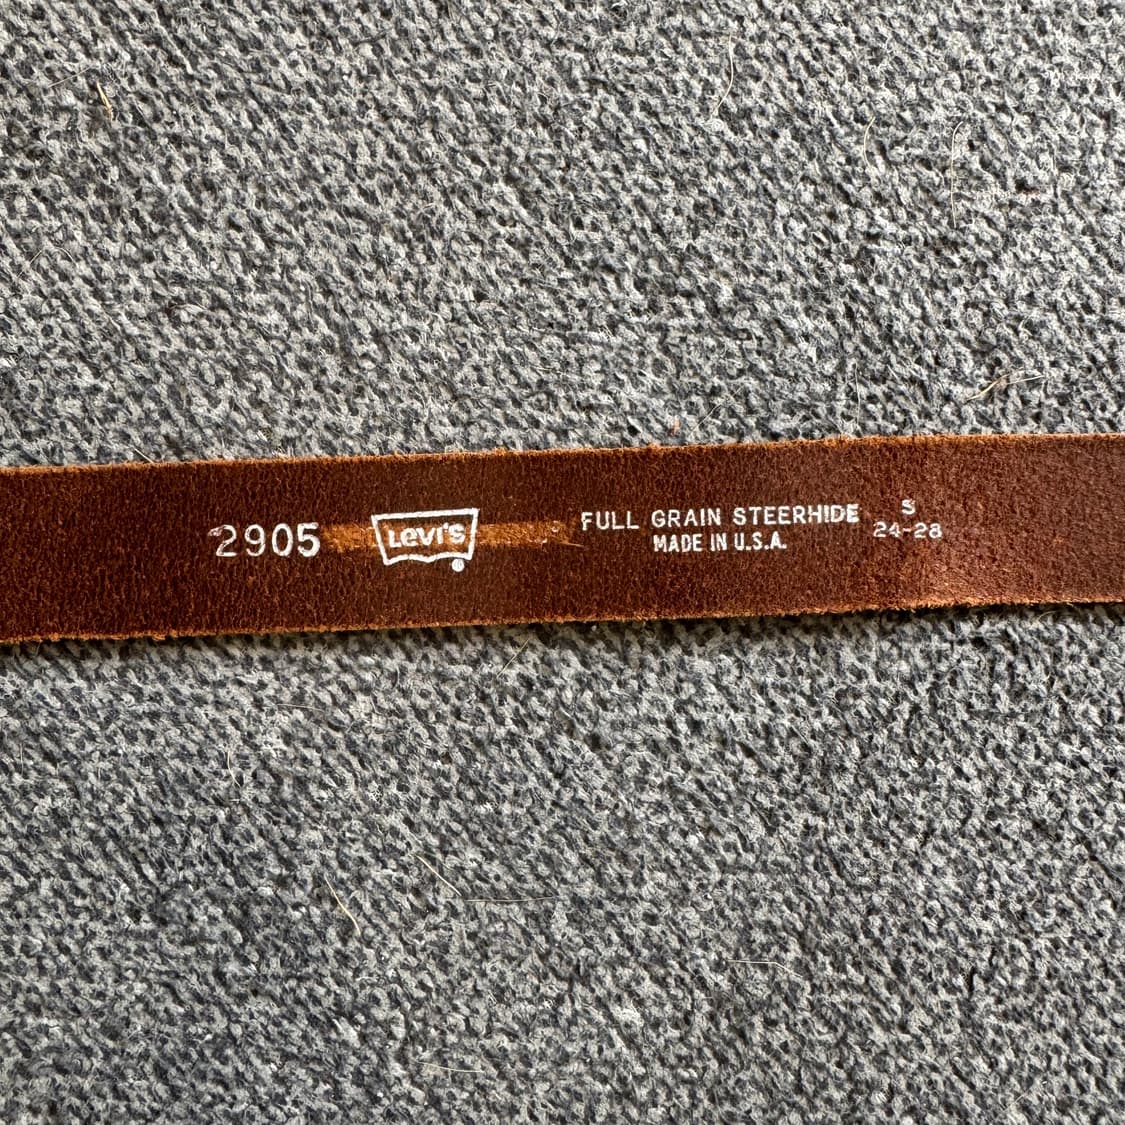 2905
Levi's
®
FULL GRAIN STEERHIDE
MADE IN U.S.A.
S
24-28